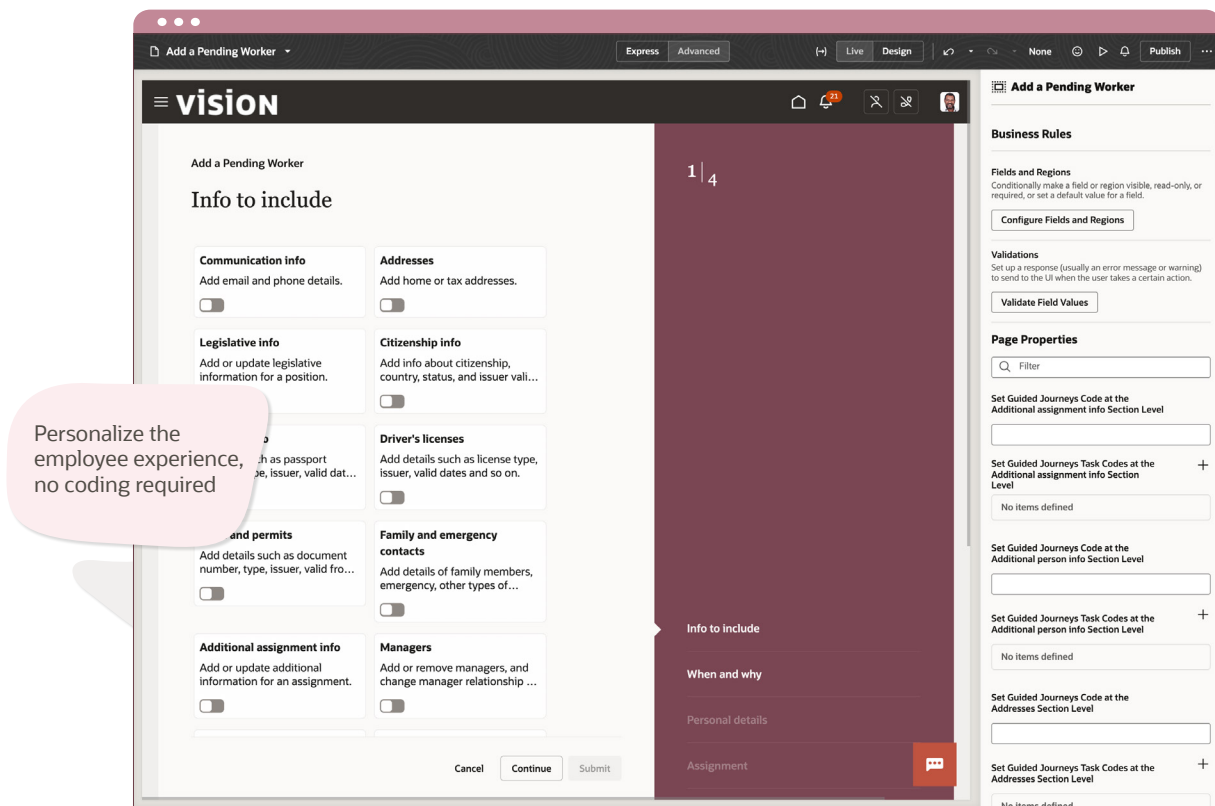 Add a Pending Worker
Express
Advanced
Live
Design
None
Publish
vision
21
Add a Pending Worker
Info to include
1 | 4
Communication info
Add email and phone details.
Addresses
Add home or tax addresses.
Legislative info
Add or update legislative
information for a position.
Citizenship info
Add info about citizenship,
country, status, and issuer vali...
as passport
issuer, valid dat...
Driver's licenses
Add details such as license type,
issuer, valid dates and so on.
and permits
Add details such as document
number, type, issuer, valid fro...
Family and emergency
contacts
Add details of family members,
emergency, other types of...
Additional assignment info
Add or update additional
information for an assignment.
Managers
Add or remove managers, and
change manager relationship ...
Cancel
Continue
Submit
Info to include
When and why
Personal details
Assignment
Personalize the
employee experience,
no coding required
Add a Pending Worker
Business Rules
Fields and Regions
Conditionally make a field or region visible, read-only, or
required, or set a default value for a field.
Configure Fields and Regions
Validations
Set up a response (usually an error message or warning)
to send to the UI when the user takes a certain action.
Validate Field Values
Page Properties
Filter
Set Guided Journeys Code at the
Additional assignment info Section Level
Set Guided Journeys Task Codes at the
Additional assignment info Section
Level
No items defined
Set Guided Journeys Code at the
Additional person info Section Level
Set Guided Journeys Task Codes at the
Additional person info Section Level
No items defined
Set Guided Journeys Code at the
Addresses Section Level
Set Guided Journeys Task Codes at the
Addresses Section Level
No items defined